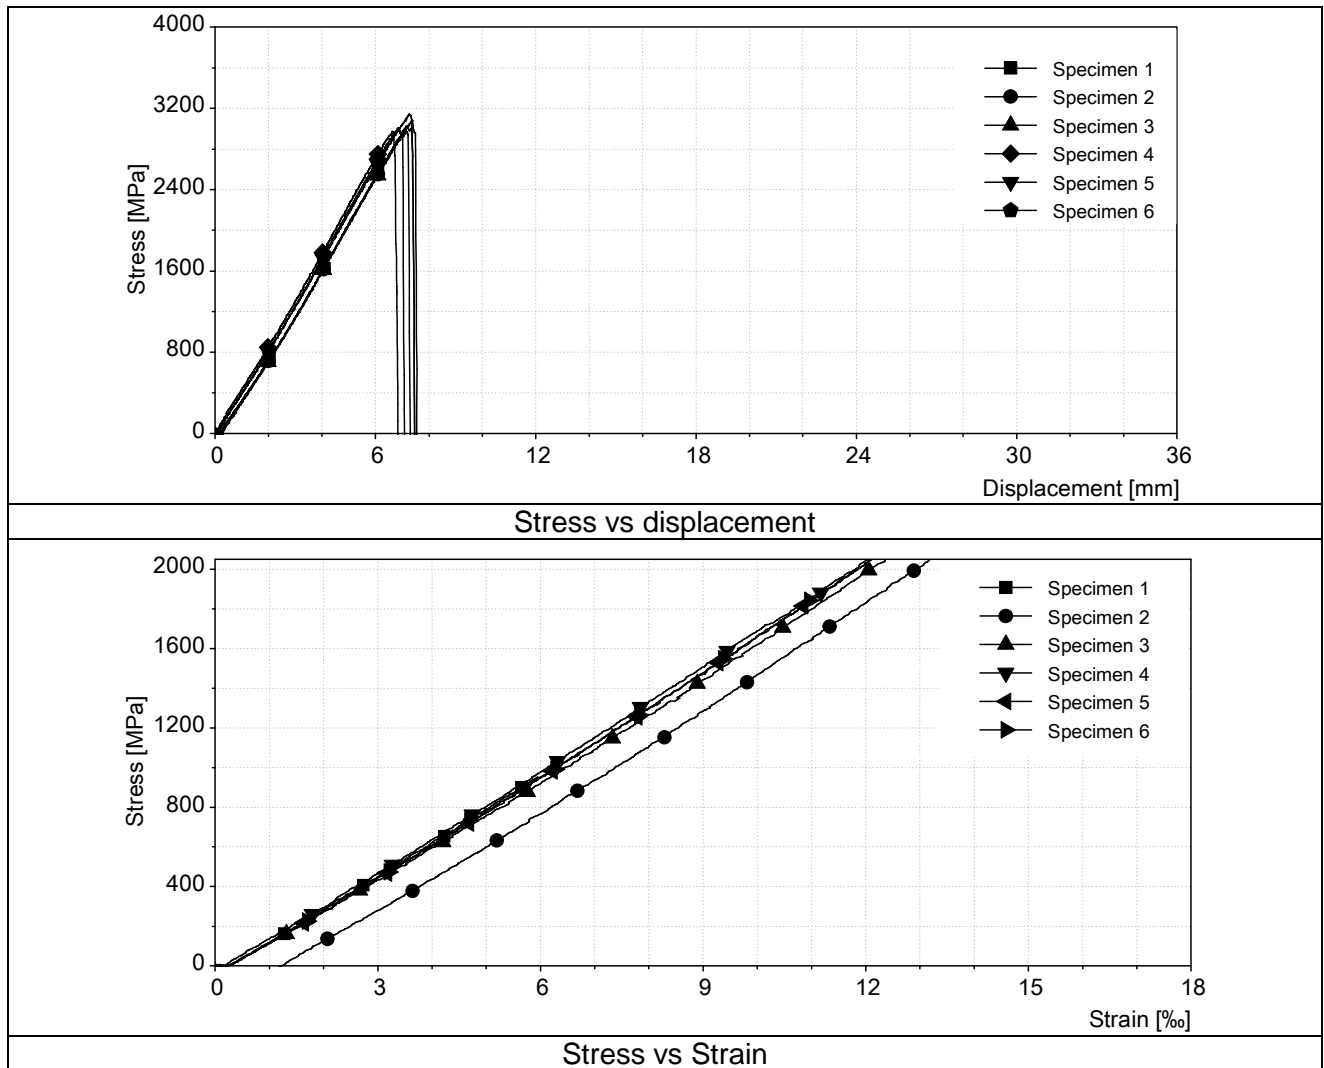 4000
3200
2400
1600
800
0
Stress [MPa]
Specimen 1
Specimen 2
Specimen 3
Specimen 4
Specimen 5
Specimen 6
0 6 12 18 24 30 36
Displacement [mm]
Stress vs displacement
2000
1600
1200
800
400
0
Stress [MPa]
Specimen 1
Specimen 2
Specimen 3
Specimen 4
Specimen 5
Specimen 6
0 3 6 9 12 15 18
Strain [‰]
Stress vs Strain